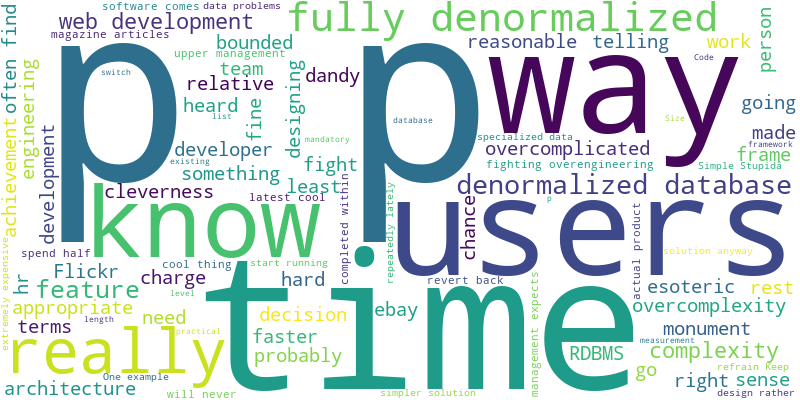 software comes
data problems
often find
web development
fully denormalized
magazine articles
bounded
reasonable
telling
work
person
upper management
team
p p
way
Code
switch
relative
dandy
heard
fine
designing
list
database
going
engineering
achievement
development
developer
mandatory
specialized data
Size
made
framework
existing
something
fight
overcomplicated
frame
fighting overengineering
Simple Stupida
cleverness
least
denormalized database
latest cool
know
users
p
chance
completed within
repeatedly lately
actual product
solution anyway
spend half
cool thing
start running
extremely expensive
hr
Flickr
charge
hard
revert back
esoteric
rest
feature
level
time
management expects
appropriate
decision
ebay
overcomplexity
terms
need
length
practical
faster
monument
really
probably
RDBMS
measurement
complexity
go
refrain Keep
One example
right
sense
architecture
will never
simpler solution
design rather